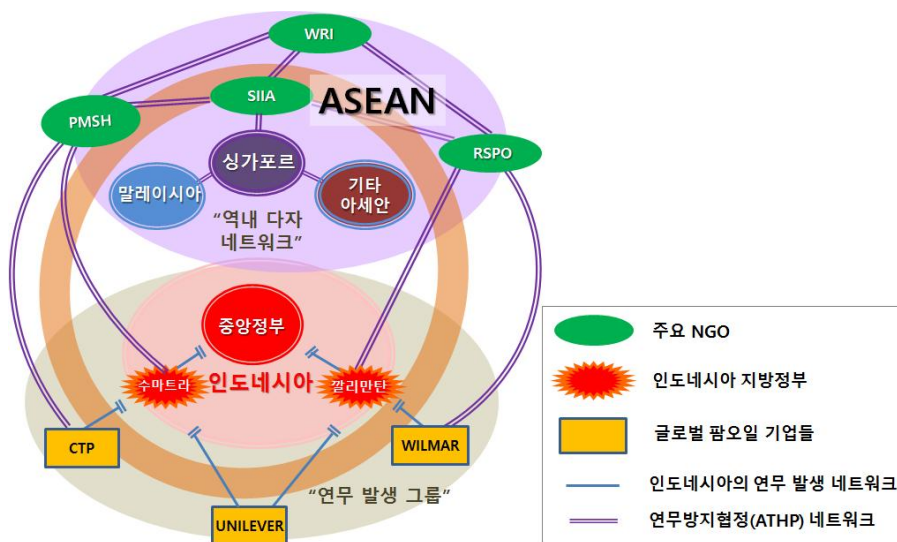 WRI
SIIA
ASEAN
PMSH
RSPO
싱가포르
말레이시아
기타
아세안
“역내 다자
네트워크”
중앙정부
수마트라
인도네시아
깔리만탄
CTP
WILMAR
“연무 발생 그룹”
UNILEVER
주요 NGO
인도네시아 지방정부
글로벌 팜오일 기업들
인도네시아의 연무 발생 네트워크
연무방지협정(ATHP) 네트워크